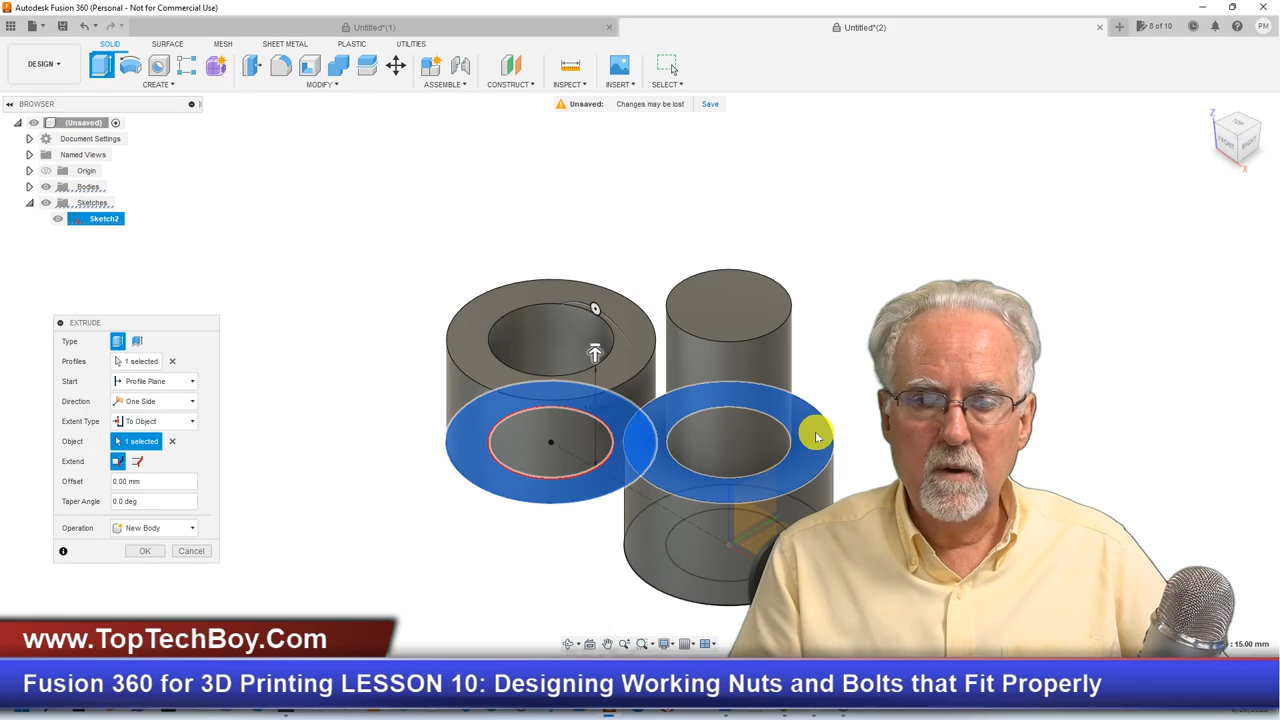 Autodesk Fusion 360 (Personal - Not for Commercial Use)
Untitled*(1)
Untitled*(2)
8 of 10
PM
DESIGN
SOLID
SURFACE
MESH
SHEET METAL
PLASTIC
UTILITIES
CREATE
MODIFY
ASSEMBLE
CONSTRUCT
INSPECT
INSERT
SELECT
BROWSER
Unsaved: Changes may be lost
Save
(Unsaved)
Document Settings
Named Views
Origin
Bodies
Sketches
Sketch2
Z
TOP
FRONT
RIGHT
X
EXTRUDE
Type
Profiles 1 selected
Start Profile Plane
Direction One Side
Extent Type To Object
Object 1 selected
Extend
Offset 0.00 mm
Taper Angle 0.0 deg
Operation New Body
OK
Cancel
: 15.00 mm
www.TopTechBoy.Com
Fusion 360 for 3D Printing LESSON 10: Designing Working Nuts and Bolts that Fit Properly